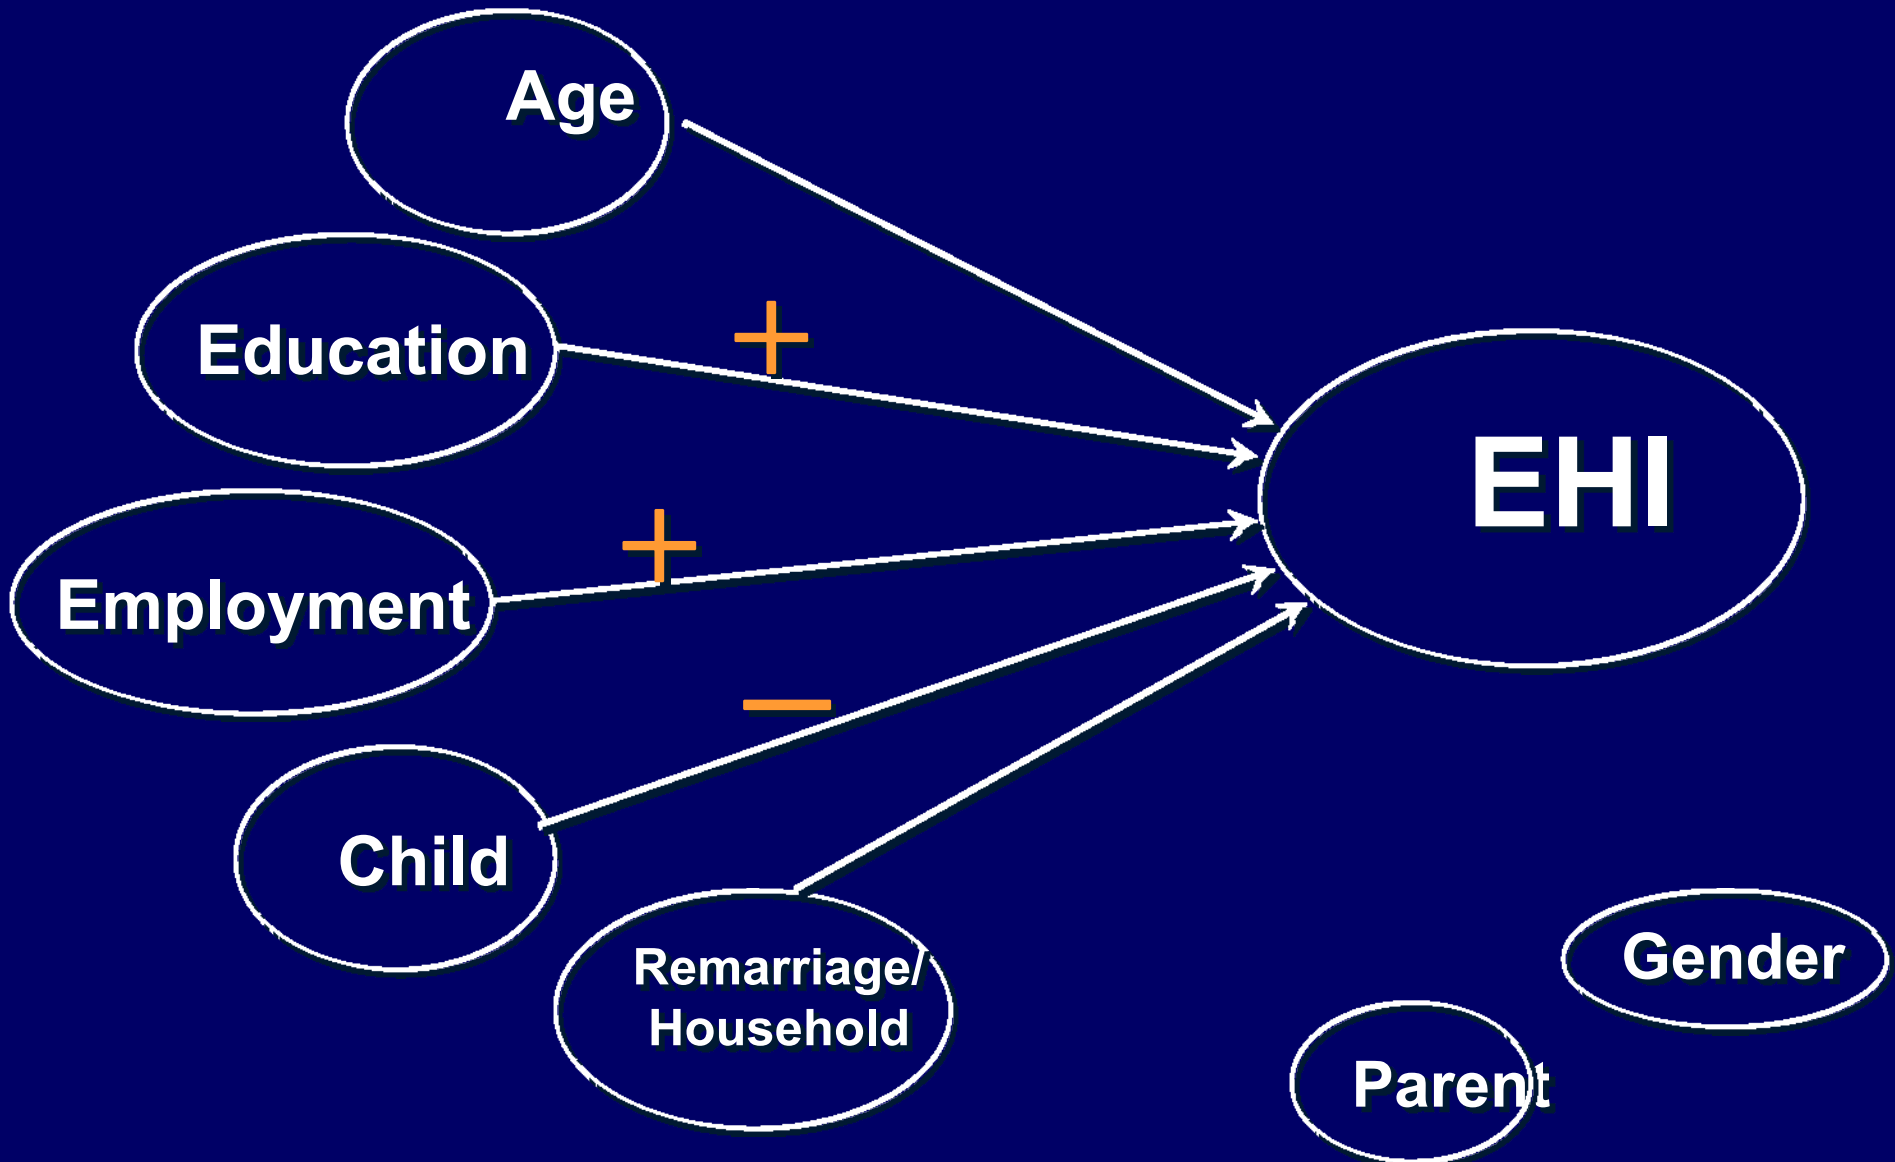 Age
Education
+
EHI
+
Employment
−
Child
Remarriage/
Household
Gender
Parent